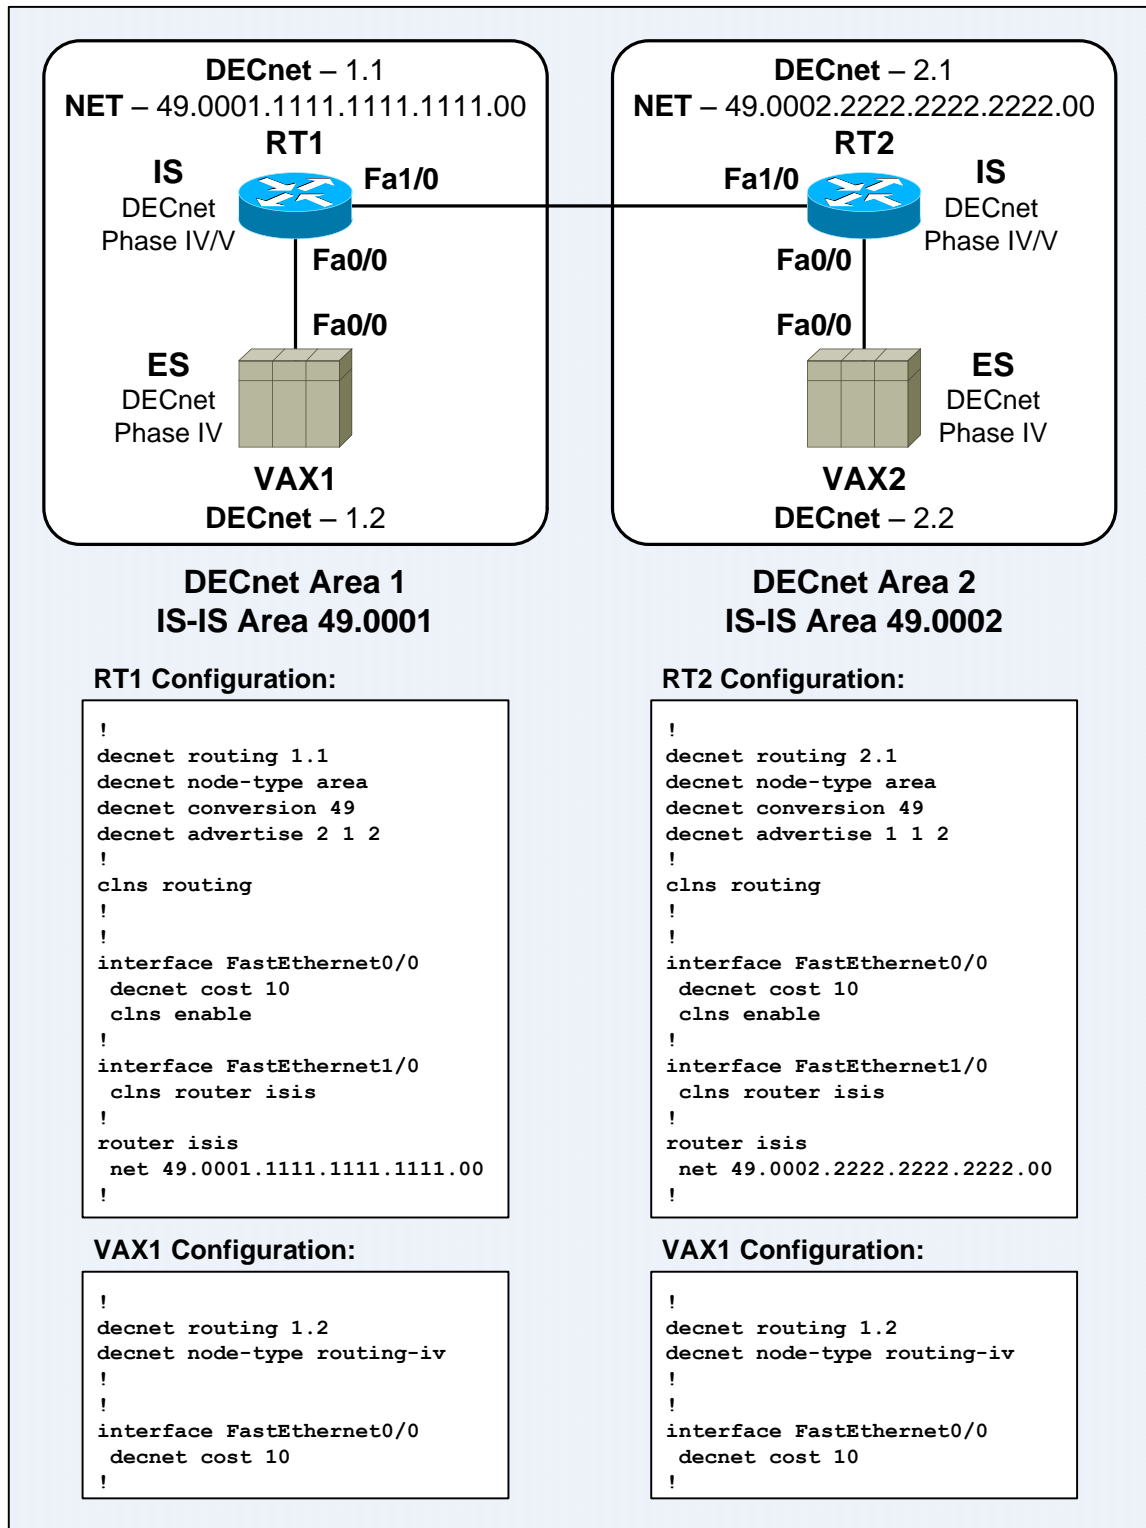 DECnet – 1.1
NET – 49.0001.1111.1111.1111.00
RT1
IS
DECnet
Phase IV/V
Fa1/0
Fa0/0
Fa0/0
ES
DECnet
Phase IV
VAX1
DECnet – 1.2
DECnet Area 1
IS-IS Area 49.0001
DECnet – 2.1
NET – 49.0002.2222.2222.2222.00
RT2
Fa1/0
IS
DECnet
Phase IV/V
Fa0/0
Fa0/0
ES
DECnet
Phase IV
VAX2
DECnet – 2.2
DECnet Area 2
IS-IS Area 49.0002
RT1 Configuration:
!
decnet routing 1.1
decnet node-type area
decnet conversion 49
decnet advertise 2 1 2
!
clns routing
!
!
interface FastEthernet0/0
 decnet cost 10
 clns enable
!
interface FastEthernet1/0
 clns router isis
!
router isis
 net 49.0001.1111.1111.1111.00
!
RT2 Configuration:
!
decnet routing 2.1
decnet node-type area
decnet conversion 49
decnet advertise 1 1 2
!
clns routing
!
!
interface FastEthernet0/0
 decnet cost 10
 clns enable
!
interface FastEthernet1/0
 clns router isis
!
router isis
 net 49.0002.2222.2222.2222.00
!
VAX1 Configuration:
!
decnet routing 1.2
decnet node-type routing-iv
!
!
interface FastEthernet0/0
 decnet cost 10
!
VAX1 Configuration:
!
decnet routing 1.2
decnet node-type routing-iv
!
!
interface FastEthernet0/0
 decnet cost 10
!